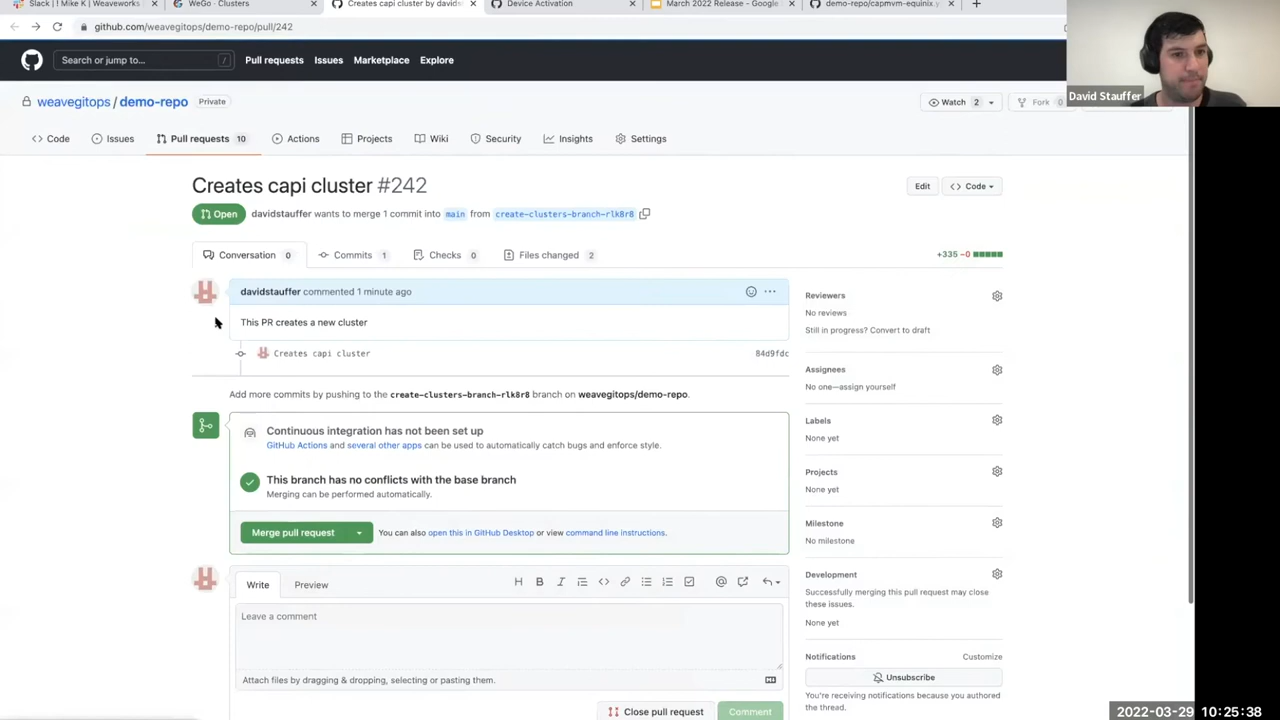 Slack | ! Mike K | Weaveworks
WeGo · Clusters
Creates capi cluster by davids
Device Activation
March 2022 Release - Google
demo-repo/capmvm-equinix.y
github.com/weavegitops/demo-repo/pull/242
Search or jump to...
/
Pull requests
Issues
Marketplace
Explore
David Stauffer
weavegitops / demo-repo
Private
Watch 2
Fork 0
Code
Issues
Pull requests 10
Actions
Projects
Wiki
Security
Insights
Settings
Creates capi cluster #242
Edit
Code
Open
davidstauffer wants to merge 1 commit into main from create-clusters-branch-rlk8r8
Conversation 0
Commits 1
Checks 0
Files changed 2
+335 −0
davidstauffer commented 1 minute ago
This PR creates a new cluster
Creates capi cluster
84d9fdc
Add more commits by pushing to the create-clusters-branch-rlk8r8 branch on weavegitops/demo-repo.
Continuous integration has not been set up
GitHub Actions and several other apps can be used to automatically catch bugs and enforce style.
This branch has no conflicts with the base branch
Merging can be performed automatically.
Merge pull request
You can also open this in GitHub Desktop or view command line instructions.
Write
Preview
Leave a comment
Attach files by dragging & dropping, selecting or pasting them.
Close pull request
Comment
Reviewers
No reviews
Still in progress? Convert to draft
Assignees
No one—assign yourself
Labels
None yet
Projects
None yet
Milestone
No milestone
Development
Successfully merging this pull request may close
these issues.
None yet
Notifications
Customize
Unsubscribe
You're receiving notifications because you authored
the thread.
2022-03-29 10:25:38